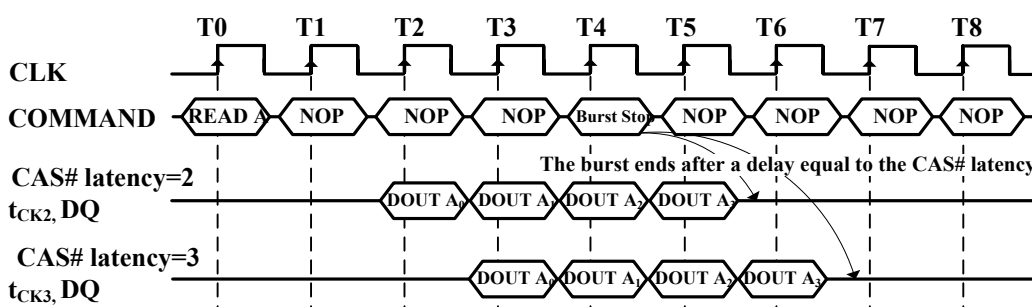 T0 T1 T2 T3 T4 T5 T6 T7 T8
CLK
COMMAND READ A NOP NOP NOP Burst Stop NOP NOP NOP NOP
The burst ends after a delay equal to the CAS# latency
CAS# latency=2
tCK2, DQ DOUT A0 DOUT A1 DOUT A2 DOUT A3
CAS# latency=3
tCK3, DQ DOUT A0 DOUT A1 DOUT A2 DOUT A3